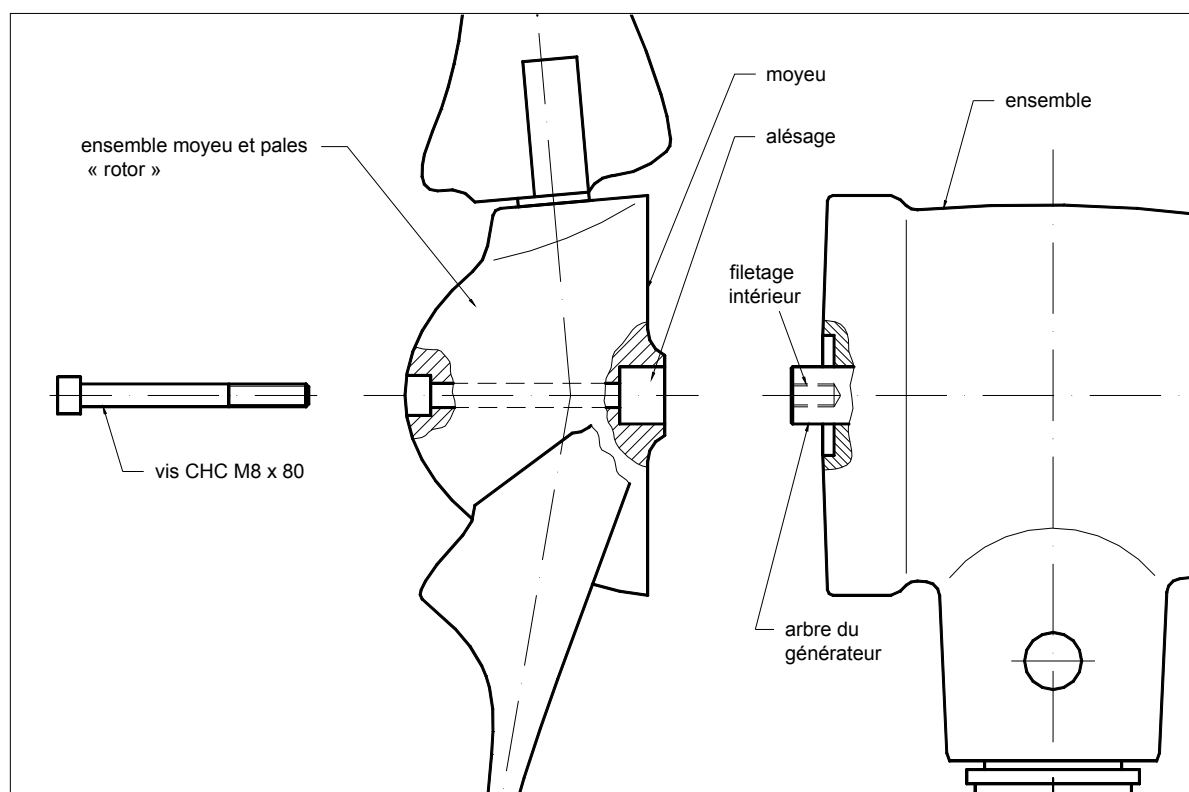 moyeu
ensemble
ensemble moyeu et pales
« rotor »
alésage
filetage
intérieur
vis CHC M8 x 80
arbre du
générateur